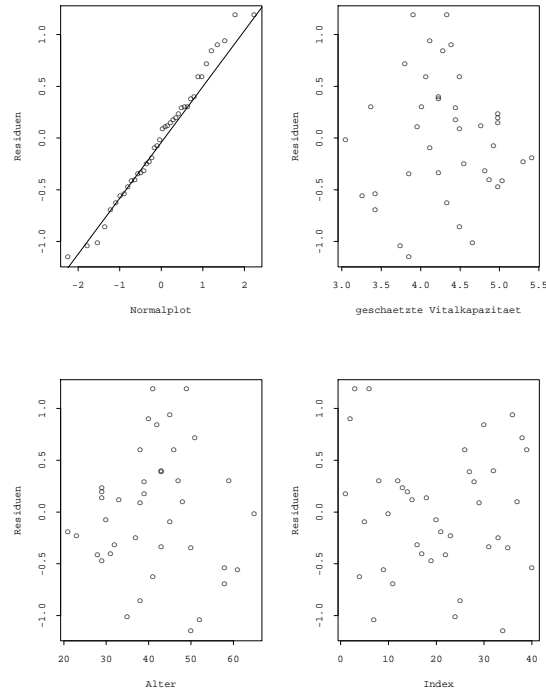 Residuen
-1.0 -0.5 0.0 0.5 1.0
-2 -1 0 1 2
Normalplot
Residuen
-1.0 -0.5 0.0 0.5 1.0
3.0 3.5 4.0 4.5 5.0 5.5
geschaetzte Vitalkapazitaet
Residuen
-1.0 -0.5 0.0 0.5 1.0
20 30 40 50 60
Alter
Residuen
-1.0 -0.5 0.0 0.5 1.0
0 10 20 30 40
Index